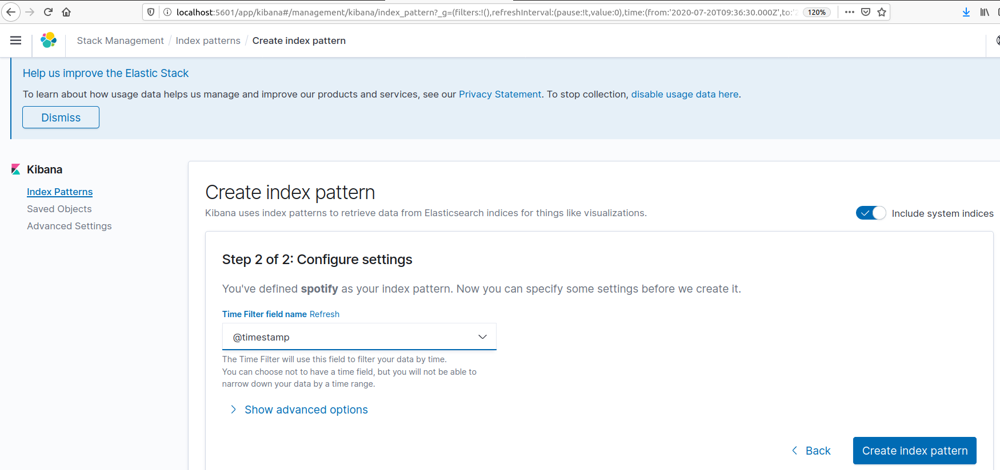 localhost:5601/app/kibana#/management/kibana/index_pattern?_g=(filters:!(),refreshInterval:(pause:!t,value:0),time:(from:'2020-07-20T09:36:30.000Z',to:'2
120%
Stack Management / Index patterns / Create index pattern
Help us improve the Elastic Stack
To learn about how usage data helps us manage and improve our products and services, see our Privacy Statement. To stop collection, disable usage data here.
Dismiss
Kibana
Index Patterns
Saved Objects
Advanced Settings
Create index pattern
Kibana uses index patterns to retrieve data from Elasticsearch indices for things like visualizations.
Include system indices
Step 2 of 2: Configure settings
You've defined spotify as your index pattern. Now you can specify some settings before we create it.
Time Filter field name Refresh
@timestamp
The Time Filter will use this field to filter your data by time.
You can choose not to have a time field, but you will not be able to
narrow down your data by a time range.
Show advanced options
Back
Create index pattern